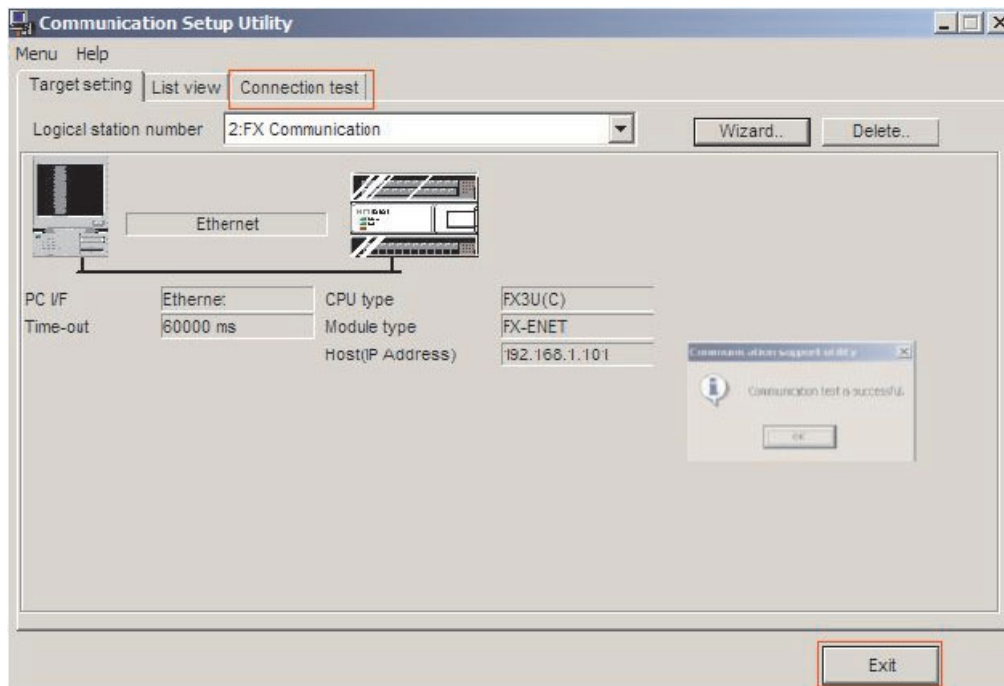 Communication Setup Utility
Menu Help
Target setting List view Connection test
Logical station number 2:FX Communication Wizard.. Delete..
Ethernet
PC I/F Ethernet CPU type FX3U(C)
Time-out 60000 ms Module type FX-ENET
Host(IP Address) 192.168.1.101
Communication support utility
Communication test is successful.
OK
Exit